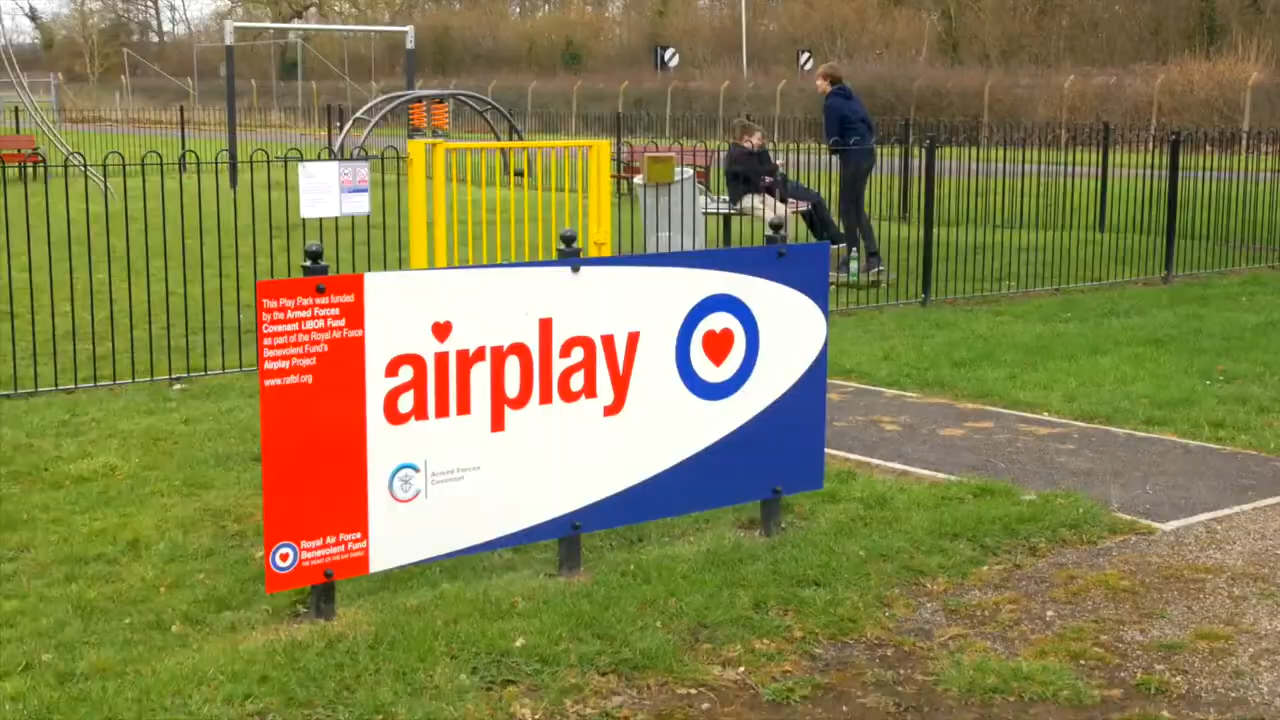 This Play Park was funded
by the Armed Forces
Covenant LIBOR Fund
as part of the Royal Air Force
Benevolent Fund's
Airplay Project
www.rafbf.org
airplay
Armed Forces
Covenant
Royal Air Force
Benevolent Fund